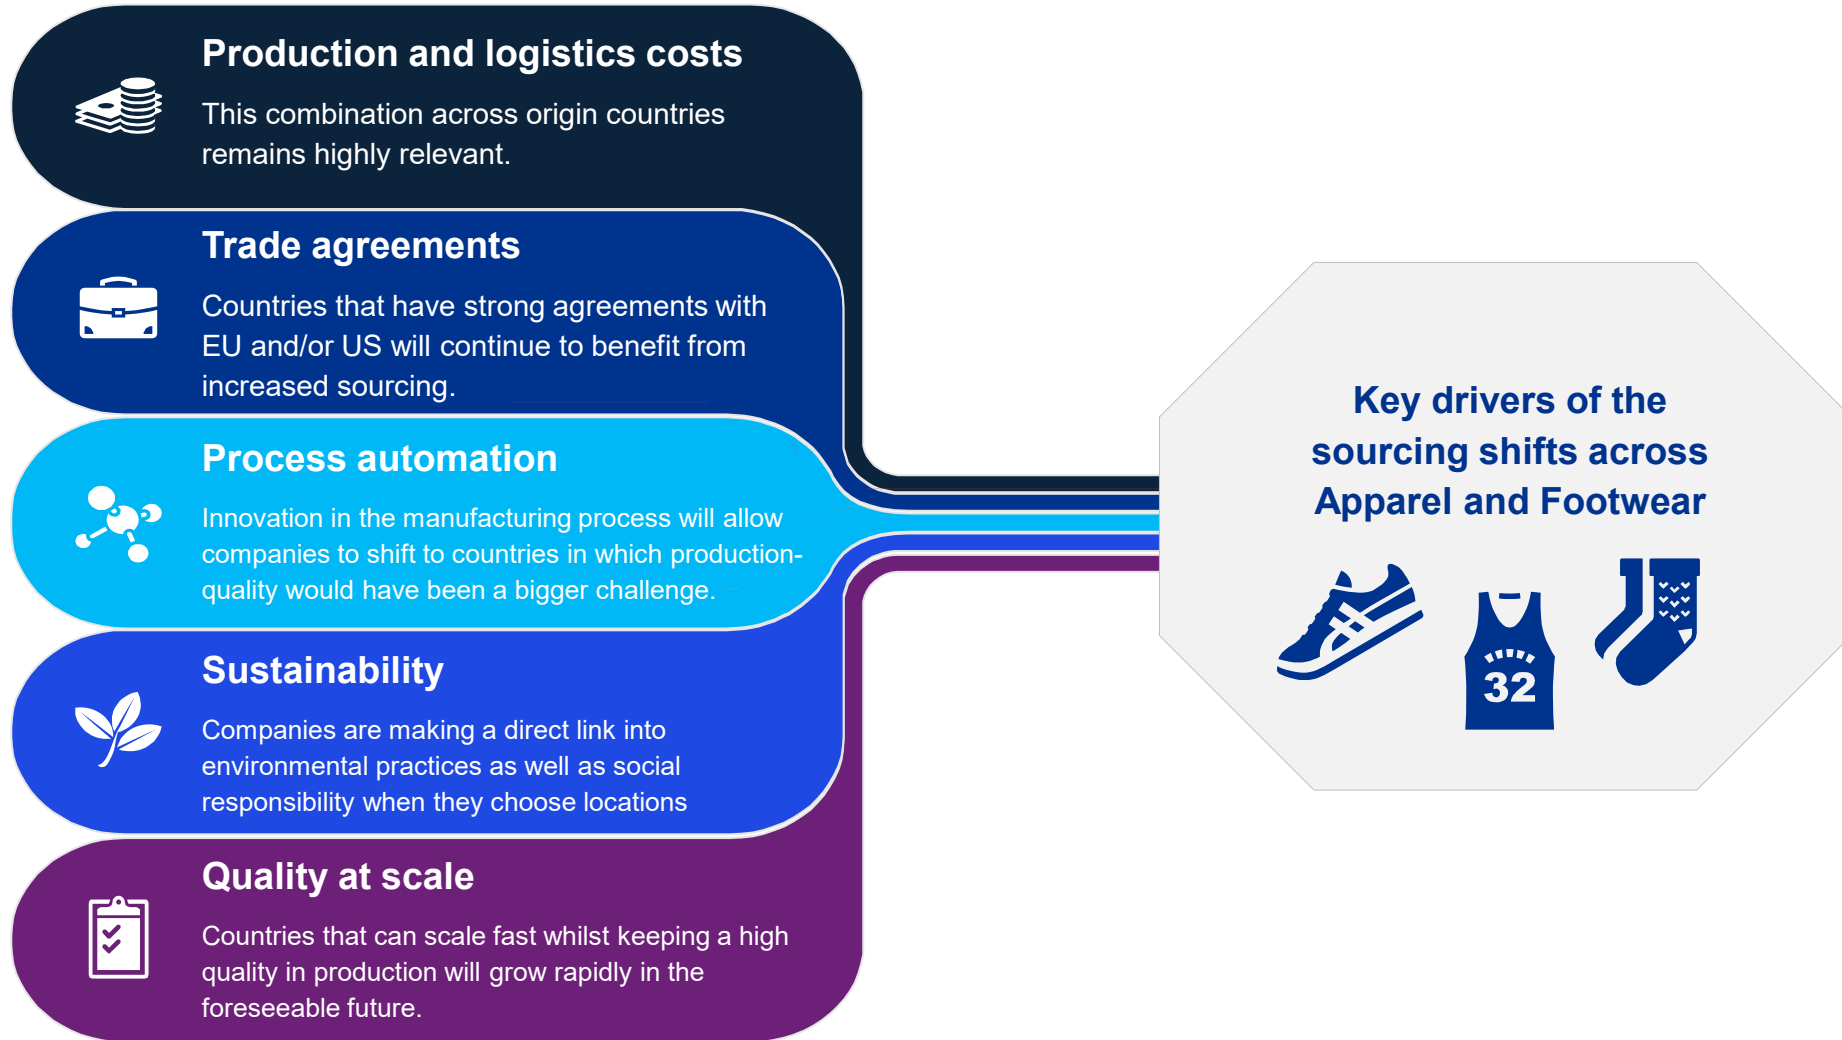 Production and logistics costs
This combination across origin countries
remains highly relevant.
Trade agreements
Countries that have strong agreements with
EU and/or US will continue to benefit from
increased sourcing.
Process automation
Innovation in the manufacturing process will allow
companies to shift to countries in which production-
quality would have been a bigger challenge.
Sustainability
Companies are making a direct link into
environmental practices as well as social
responsibility when they choose locations
Quality at scale
Countries that can scale fast whilst keeping a high
quality in production will grow rapidly in the
foreseeable future.
Key drivers of the
sourcing shifts across
Apparel and Footwear
32